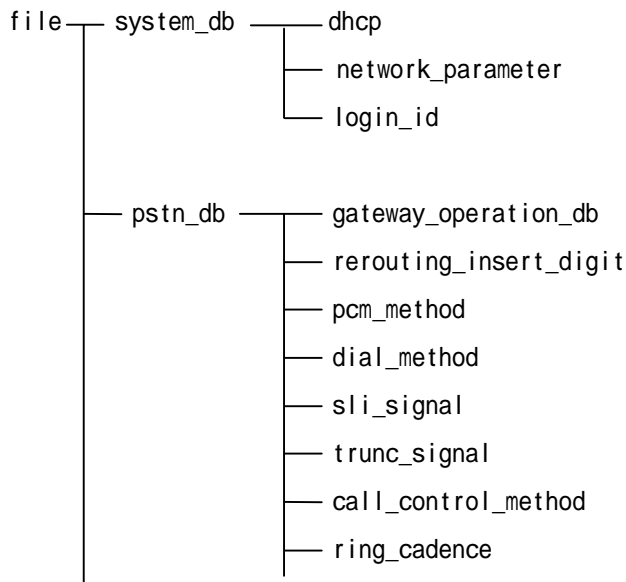 file system_db dhcp
network_parameter
login_id
pstn_db gateway_operation_db
rerouting_insert_digit
pcm_method
dial_method
sli_signal
trunc_signal
call_control_method
ring_cadence